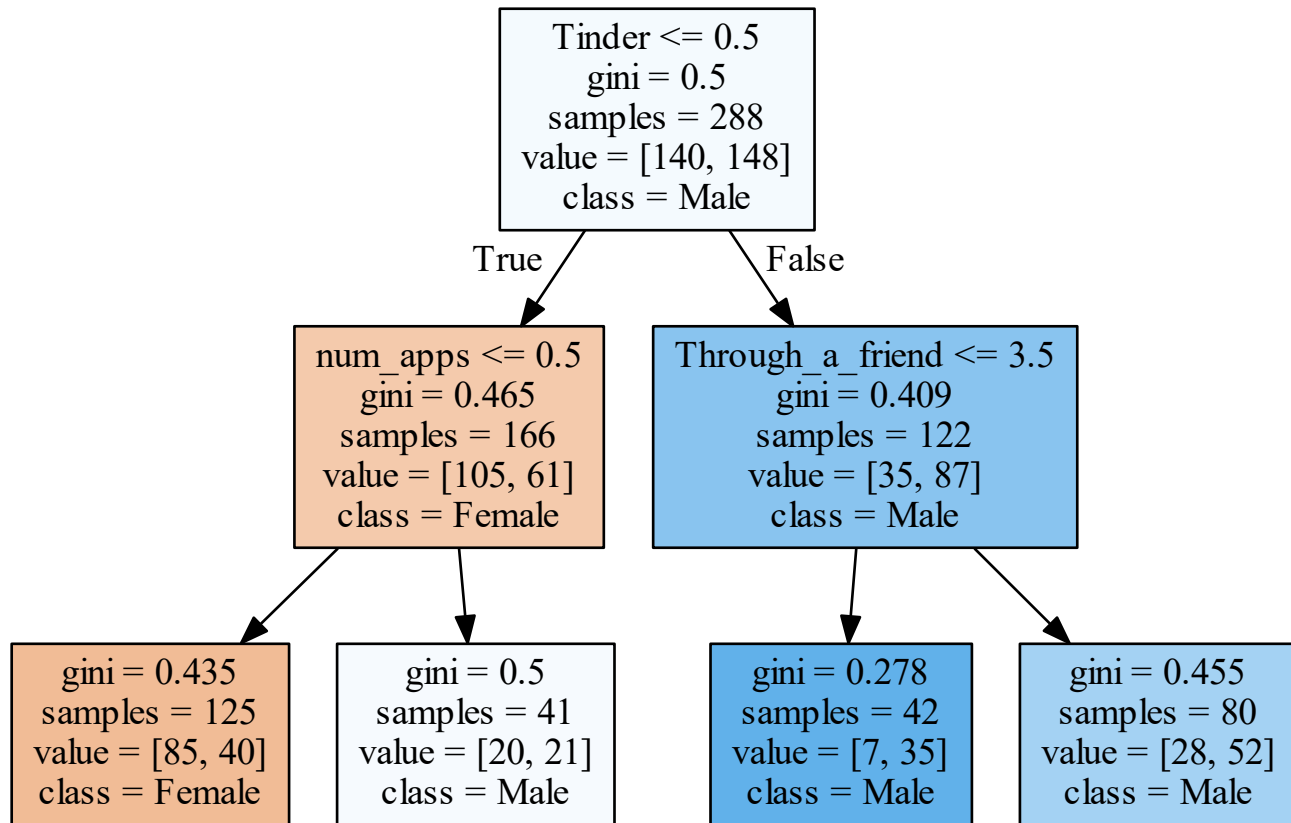 Tinder <= 0.5
gini = 0.5
samples = 288
value = [140, 148]
class = Male
True
False
num_apps <= 0.5
gini = 0.465
samples = 166
value = [105, 61]
class = Female
Through_a_friend <= 3.5
gini = 0.409
samples = 122
value = [35, 87]
class = Male
gini = 0.435
samples = 125
value = [85, 40]
class = Female
gini = 0.5
samples = 41
value = [20, 21]
class = Male
gini = 0.278
samples = 42
value = [7, 35]
class = Male
gini = 0.455
samples = 80
value = [28, 52]
class = Male